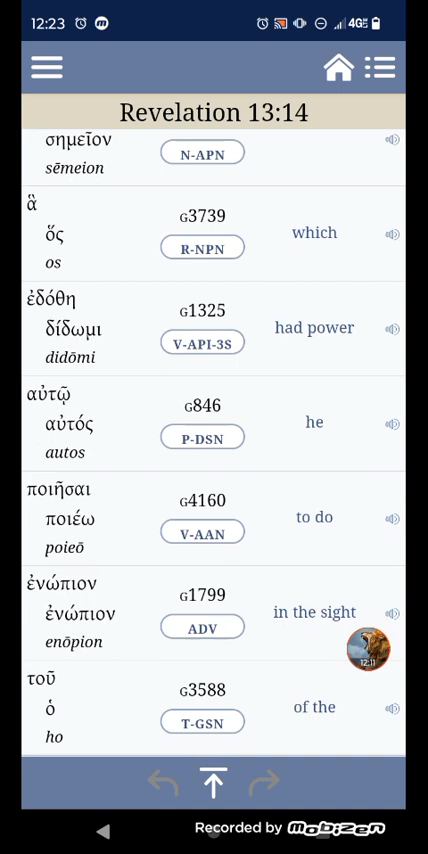 12:23
4G
Revelation 13:14
σημεῖον
sēmeion
N-APN
ἃ
ὅς
os
G3739
R-NPN
which
ἐδόθη
δίδωμι
didōmi
G1325
V-API-3S
had power
αὐτῷ
αὐτός
autos
G846
P-DSN
he
ποιῆσαι
ποιέω
poieō
G4160
V-AAN
to do
ἐνώπιον
ἐνώπιον
enōpion
G1799
ADV
in the sight
12:11
τοῦ
ὁ
ho
G3588
T-GSN
of the
Recorded by Mobizen